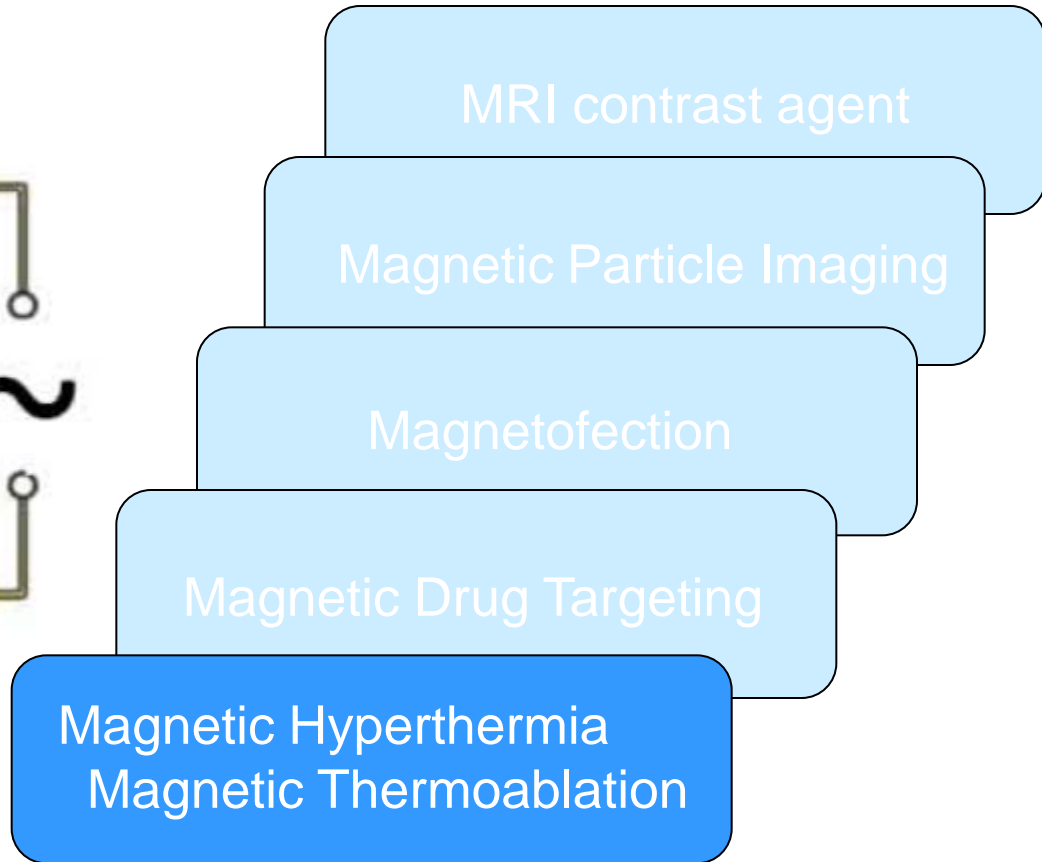 MRI contrast agent
Magnetic Particle Imaging
Magnetofection
Magnetic Drug Targeting
Magnetic Hyperthermia
Magnetic Thermoablation